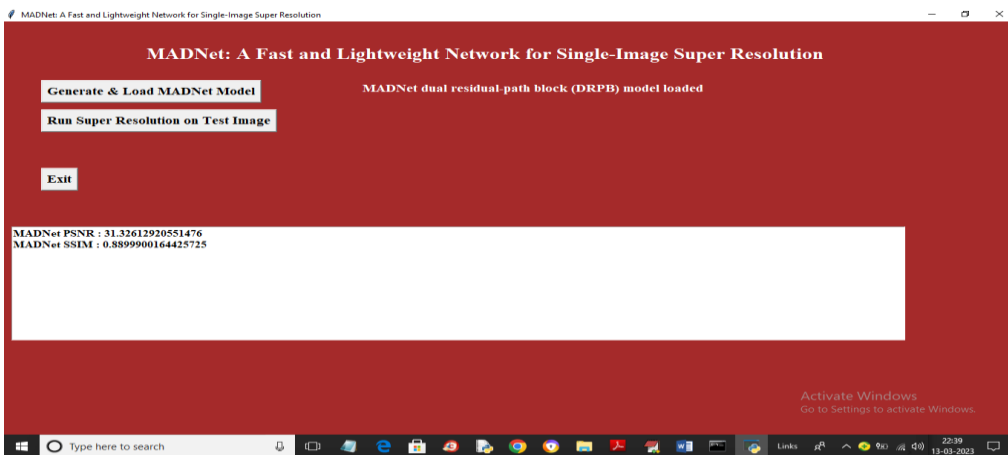 MADNet: A Fast and Lightweight Network for Single-Image Super Resolution
MADNet: A Fast and Lightweight Network for Single-Image Super Resolution
Generate & Load MADNet Model
MADNet dual residual-path block (DRPB) model loaded
Run Super Resolution on Test Image
Exit
MADNet PSNR : 31.32612920551476
MADNet SSIM : 0.8899900164425725
Activate Windows
Go to Settings to activate Windows.
Type here to search
Links
22:39
13-03-2023